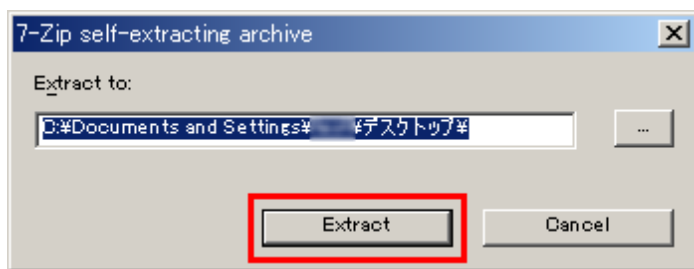 7-Zip self-extracting archive
Extract to:
C:¥Documents and Settings¥ ¥デスクトップ¥
...
Extract
Cancel